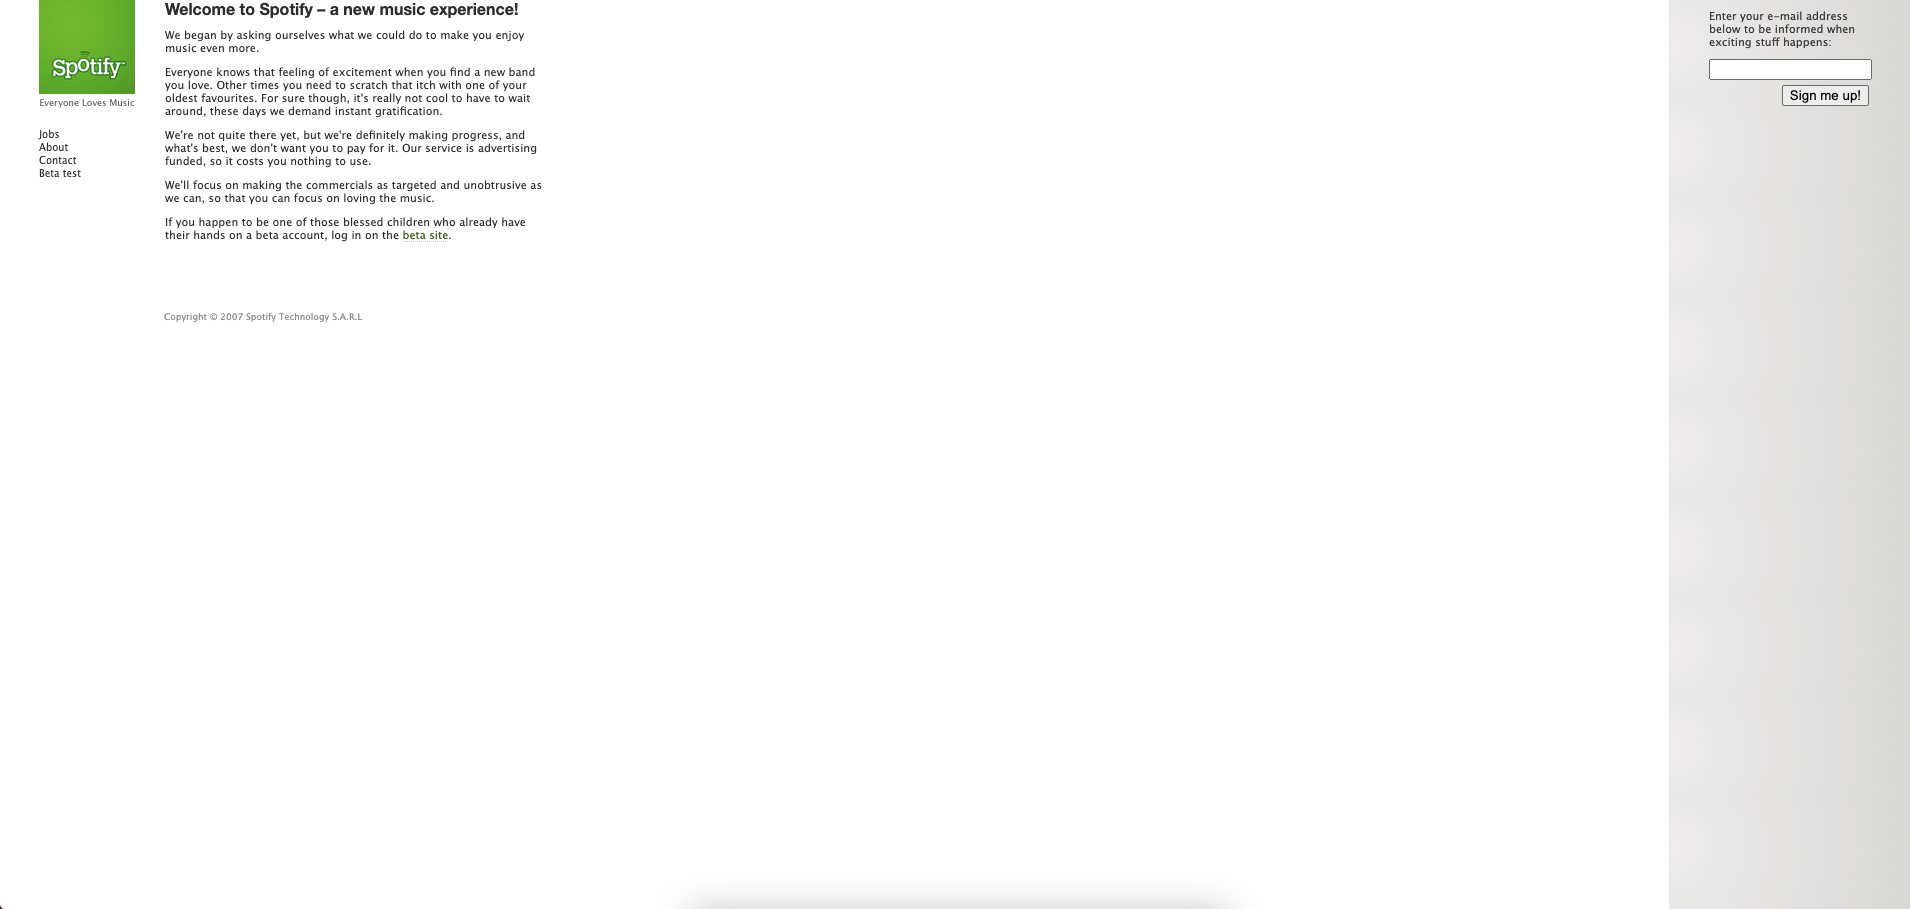 Spotify
Everyone Loves Music
Jobs
About
Contact
Beta test
Welcome to Spotify – a new music experience!
We began by asking ourselves what we could do to make you enjoy
music even more.
Everyone knows that feeling of excitement when you find a new band
you love. Other times you need to scratch that itch with one of your
oldest favourites. For sure though, it's really not cool to have to wait
around, these days we demand instant gratification.
We're not quite there yet, but we're definitely making progress, and
what's best, we don't want you to pay for it. Our service is advertising
funded, so it costs you nothing to use.
We'll focus on making the commercials as targeted and unobtrusive as
we can, so that you can focus on loving the music.
If you happen to be one of those blessed children who already have
their hands on a beta account, log in on the beta site.
Copyright © 2007 Spotify Technology S.A.R.L
Enter your e-mail address
below to be informed when
exciting stuff happens:
Sign me up!